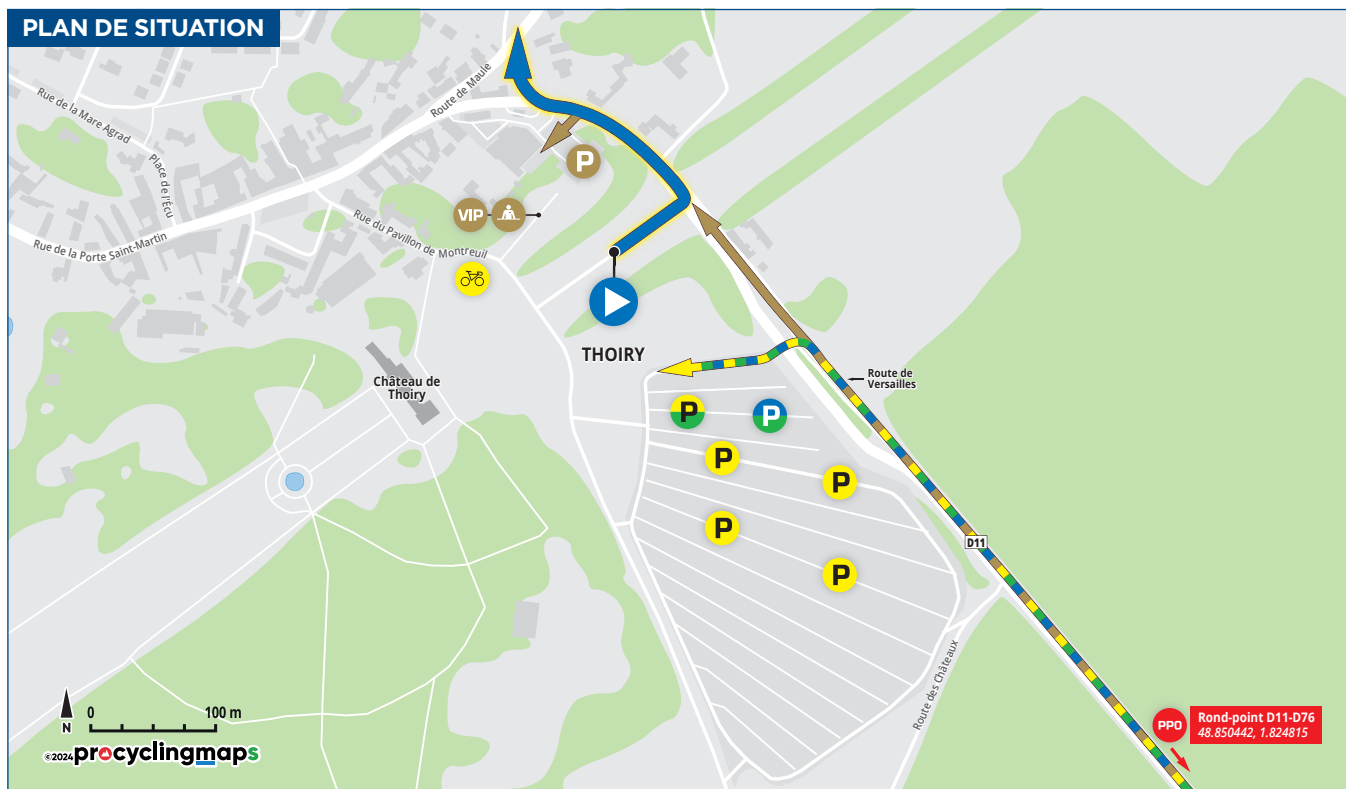 PLAN DE SITUATION
Route de Maule
Rue de la Mare Agrad
Place de l'Écu
P
VIP
Rue du Pavillon de Montreuil
Rue de la Porte Saint-Martin
THOIRY
Château de
Thoiry
Route de
Versailles
P
P
P
P
P
P
D11
Route des Châteaux
PPO
Rond-point D11-D76
48.850442, 1.824815
N
0
100 m
©2024 procyclingmaps